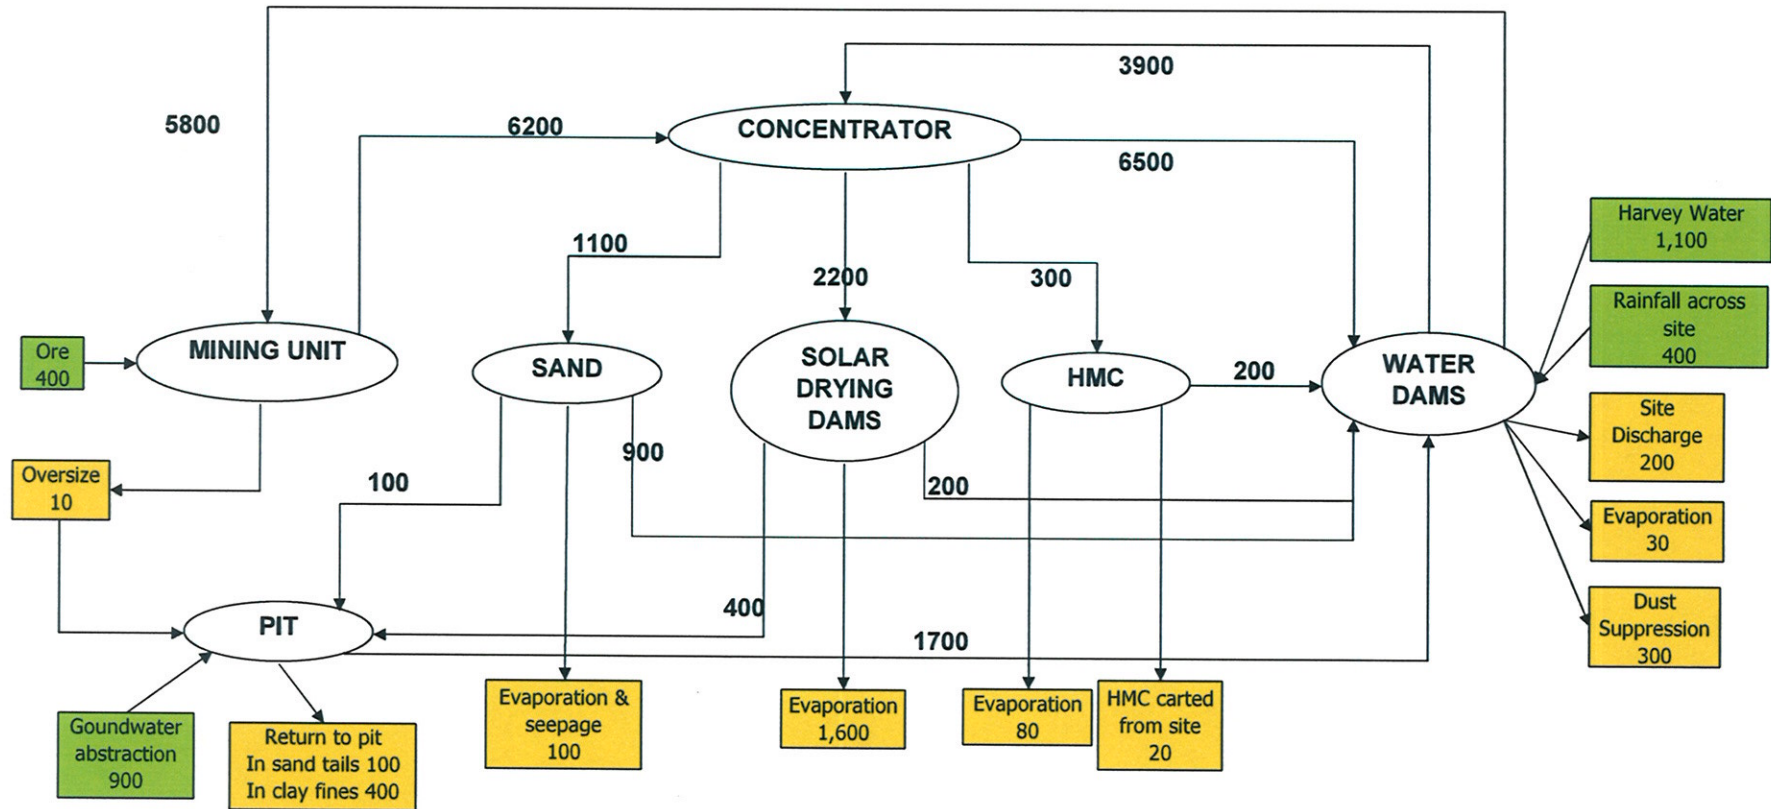 3900
CONCENTRATOR
5800
6200
6500
Harvey Water
1,100
1100
2200
300
Rainfall across
site
400
Ore
400
MINING UNIT
SAND
SOLAR
DRYING
DAMS
HMC
200
WATER
DAMS
Site
Discharge
200
900
Oversize
10
100
200
Evaporation
30
400
Dust
Suppression
300
PIT
1700
Goundwater
abstraction
900
Return to pit
In sand tails 100
In clay fines 400
Evaporation &
seepage
100
Evaporation
1,600
Evaporation
80
HMC carted
from site
20